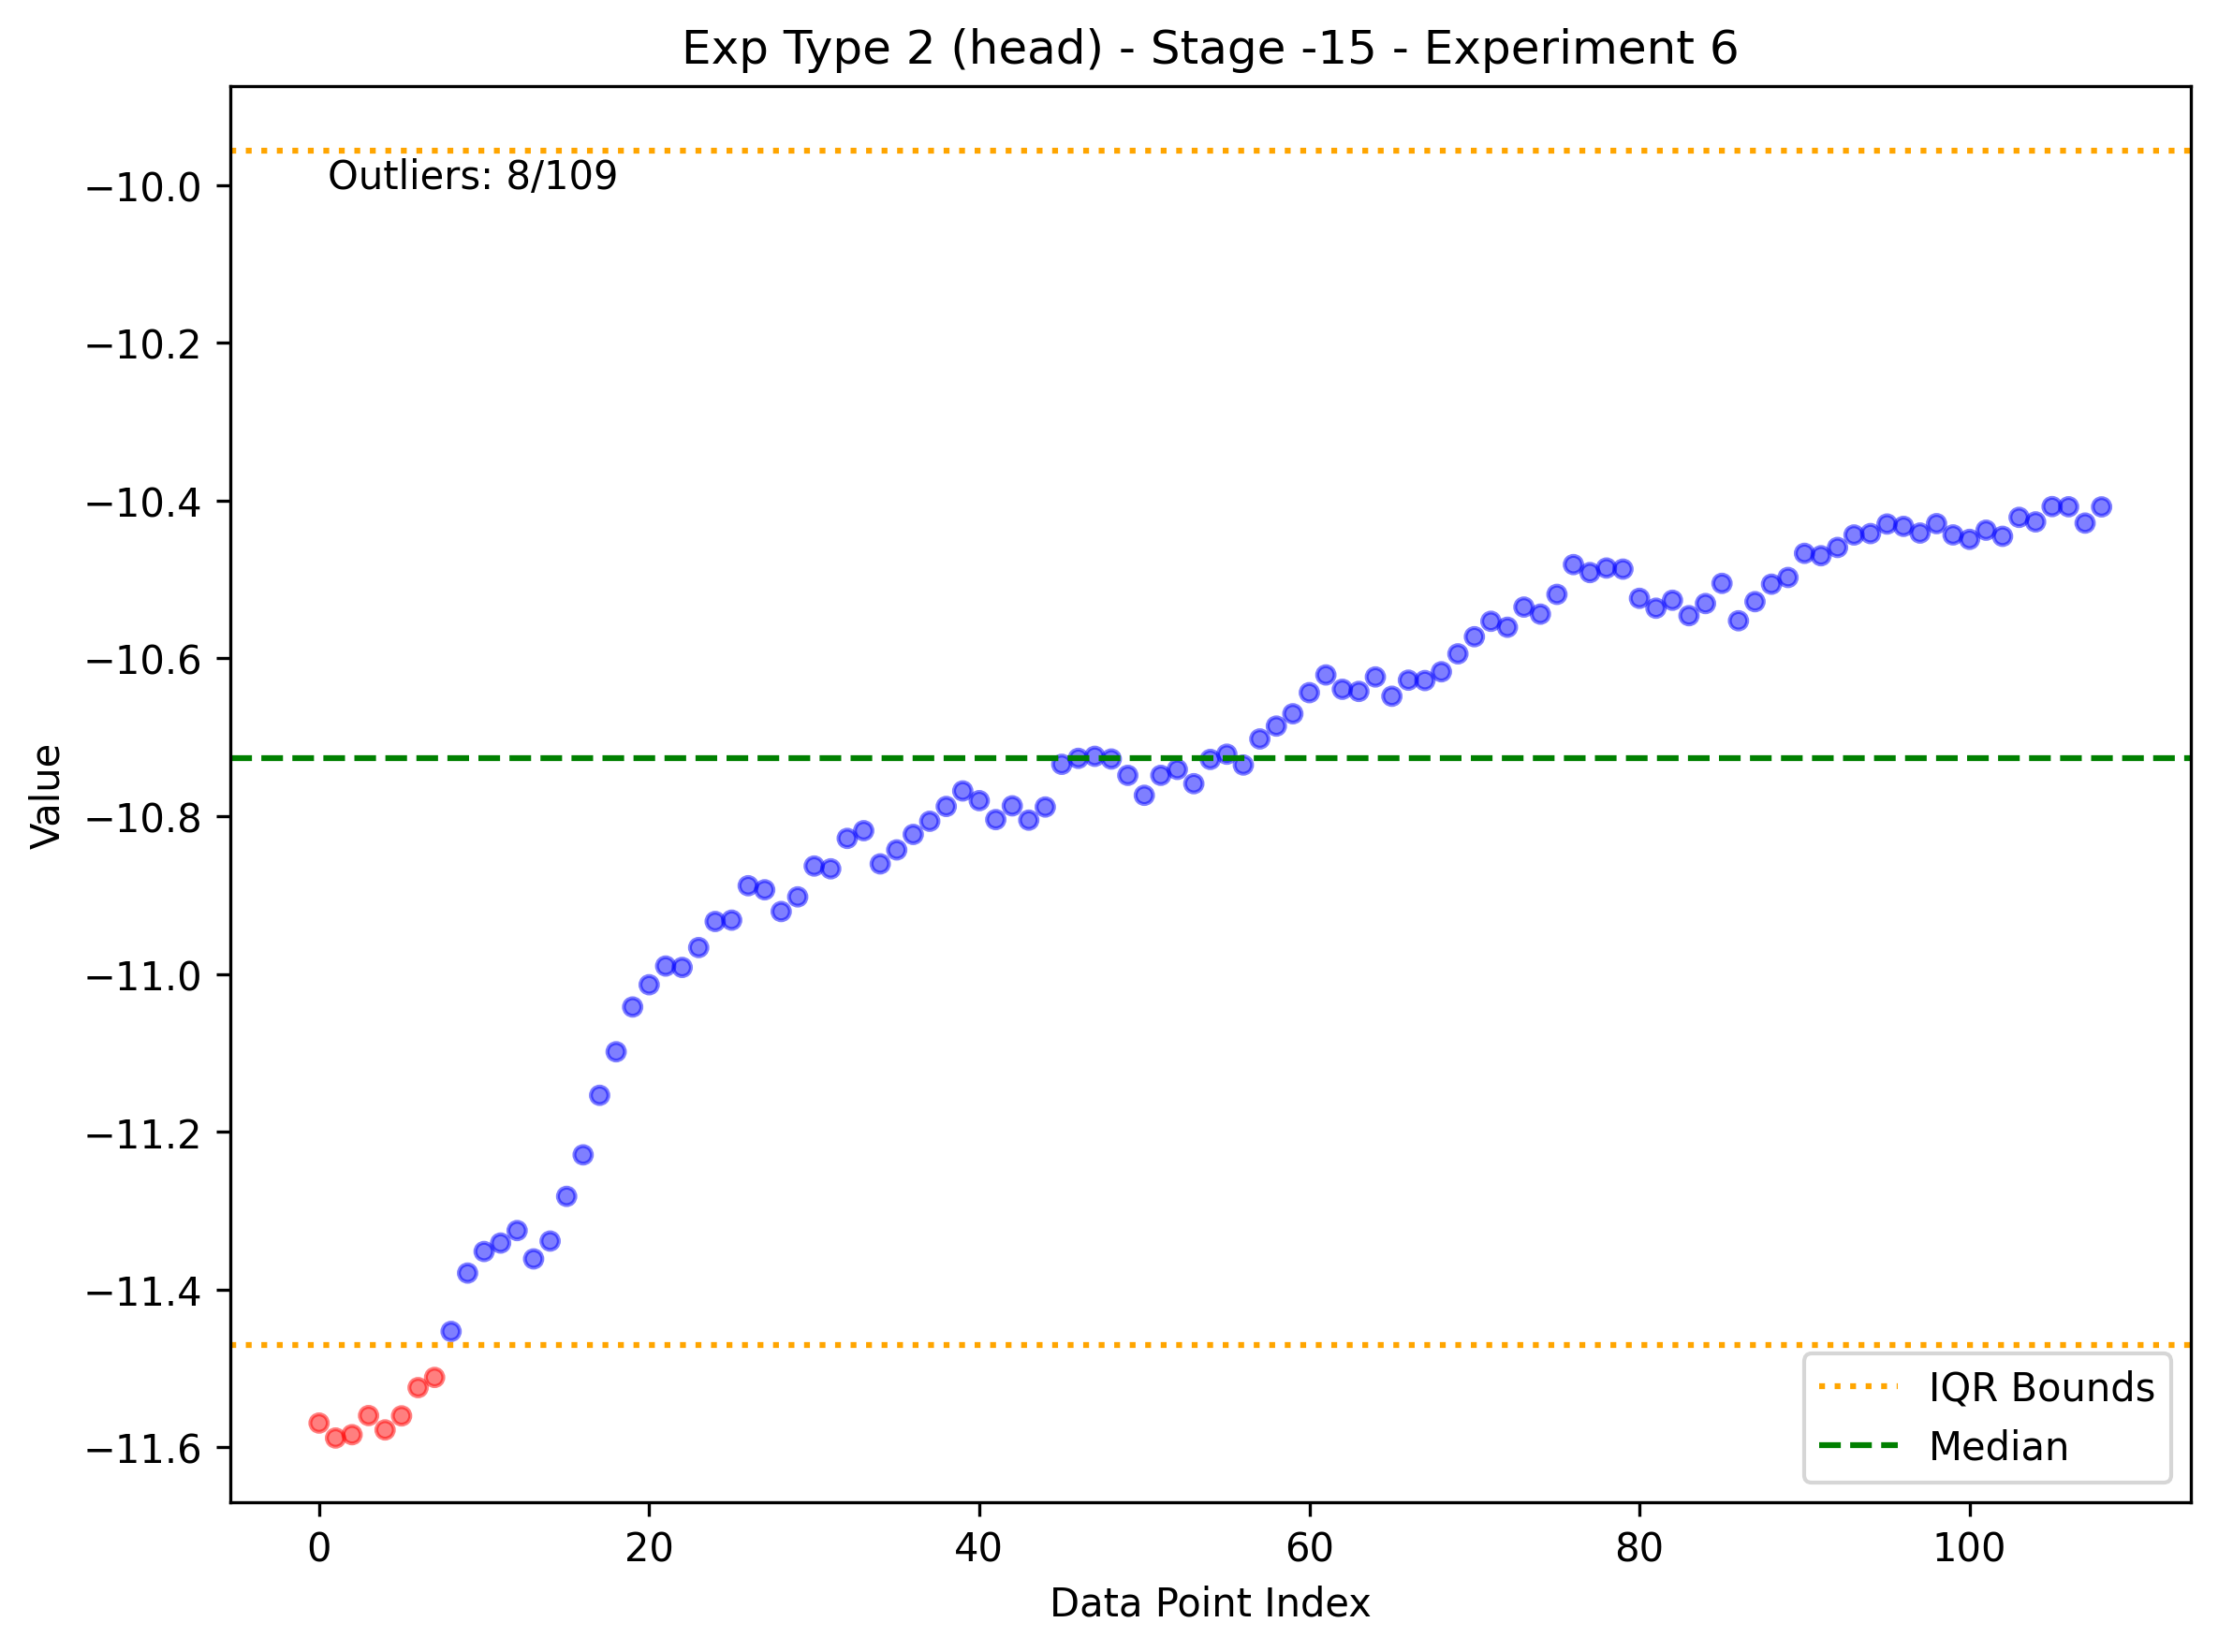 Exp Type 2 (head) - Stage -15 - Experiment 6
Outliers: 8/109
−10.0
−10.2
−10.4
−10.6
−10.8
−11.0
−11.2
−11.4
−11.6
Value
IQR Bounds
Median
0 20 40 60 80 100
Data Point Index